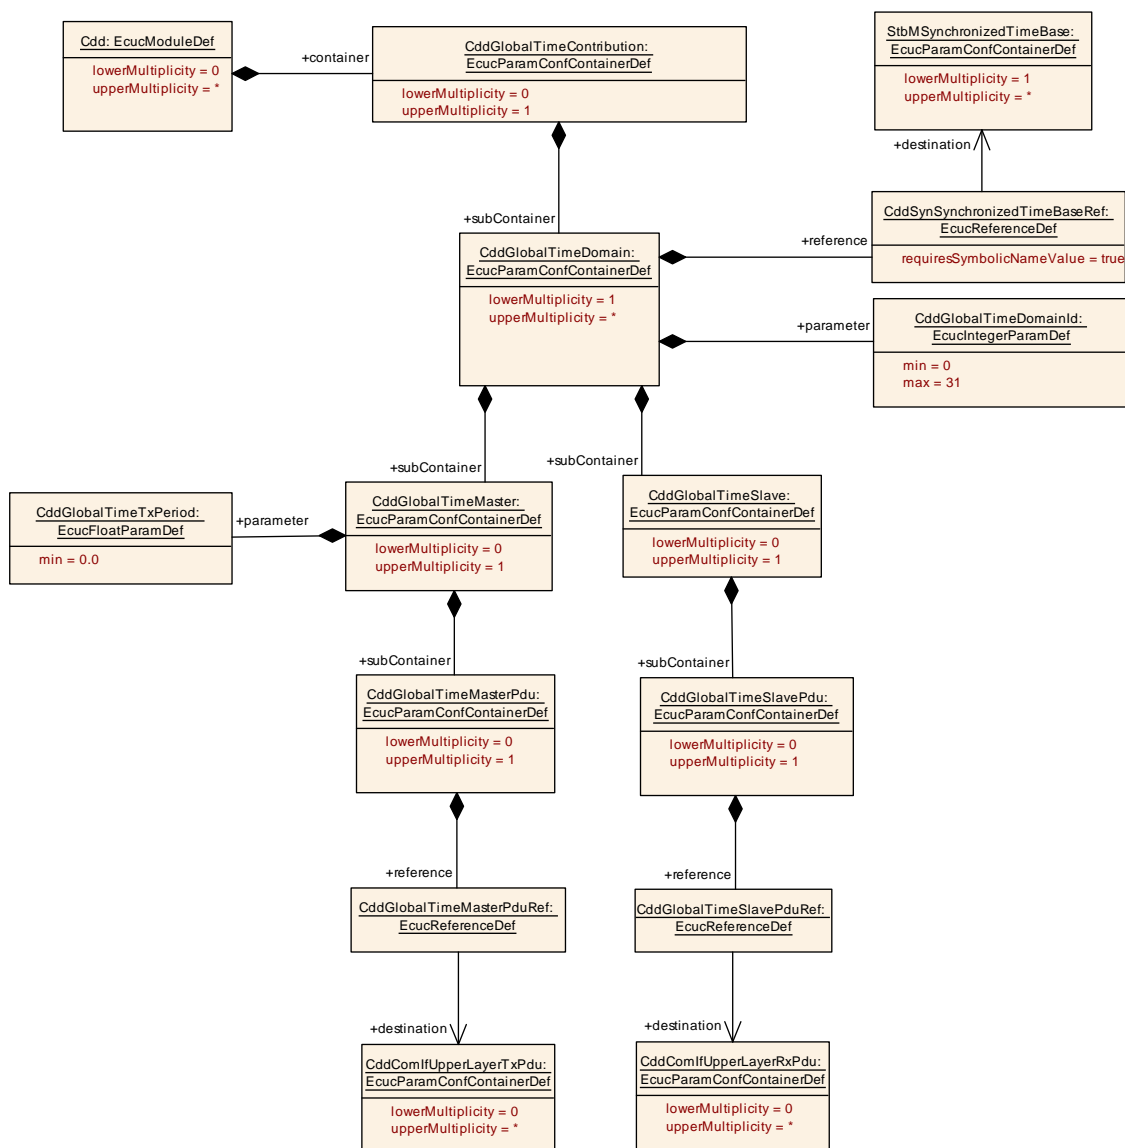 Cdd: EcucModuleDef
lowerMultiplicity = 0
upperMultiplicity = *
+container
CddGlobalTimeContribution:
EcucParamConfContainerDef
lowerMultiplicity = 0
upperMultiplicity = 1
StbMSynchronizedTimeBase:
EcucParamConfContainerDef
lowerMultiplicity = 1
upperMultiplicity = *
+destination
+subContainer
CddSynSynchronizedTimeBaseRef:
EcucReferenceDef
requiresSymbolicNameValue = true
+reference
CddGlobalTimeDomain:
EcucParamConfContainerDef
lowerMultiplicity = 1
upperMultiplicity = *
+parameter
CddGlobalTimeDomainId:
EcucIntegerParamDef
min = 0
max = 31
+subContainer
+subContainer
CddGlobalTimeTxPeriod:
EcucFloatParamDef
min = 0.0
+parameter
CddGlobalTimeMaster:
EcucParamConfContainerDef
lowerMultiplicity = 0
upperMultiplicity = 1
CddGlobalTimeSlave:
EcucParamConfContainerDef
lowerMultiplicity = 0
upperMultiplicity = 1
+subContainer
+subContainer
CddGlobalTimeMasterPdu:
EcucParamConfContainerDef
lowerMultiplicity = 0
upperMultiplicity = 1
CddGlobalTimeSlavePdu:
EcucParamConfContainerDef
lowerMultiplicity = 0
upperMultiplicity = 1
+reference
+reference
CddGlobalTimeMasterPduRef:
EcucReferenceDef
CddGlobalTimeSlavePduRef:
EcucReferenceDef
+destination
+destination
CddComIfUpperLayerTxPdu:
EcucParamConfContainerDef
lowerMultiplicity = 0
upperMultiplicity = *
CddComIfUpperLayerRxPdu:
EcucParamConfContainerDef
lowerMultiplicity = 0
upperMultiplicity = *